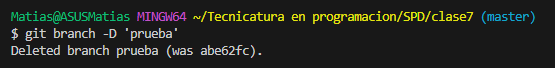 Matias@ASUSMatias MINGW64 ~/Tecnicatura en programacion/SPD/clase7 (master)
$ git branch -D 'prueba'
Deleted branch prueba (was abe62fc).